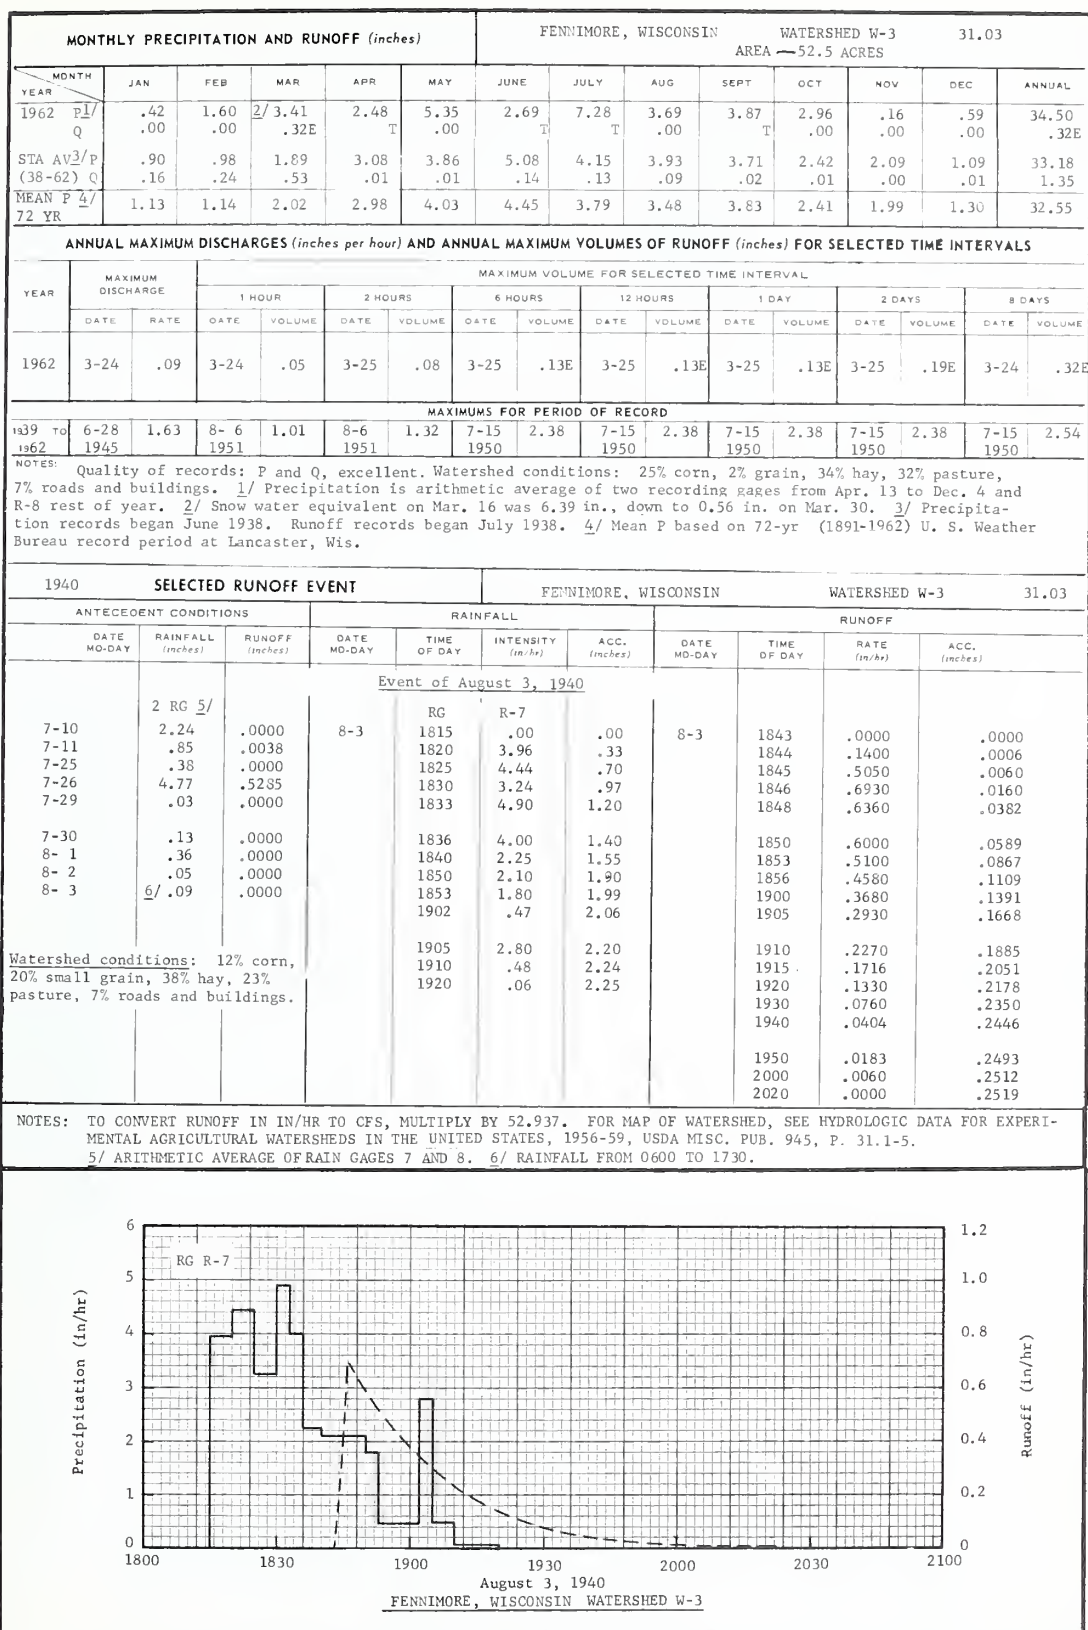 MONTHLY PRECIPITATION AND RUNOFF (inches) FENNIMORE, WISCONSIN WATERSHED W-3 31.03
AREA — 52.5 ACRES
MONTH
YEAR JAN FEB MAR APR MAY JUNE JULY AUG SEPT OCT NOV DEC ANNUAL
1962 P1/ .42 1.60 2/ 3.41 2.48 5.35 2.69 7.28 3.69 3.87 2.96 .16 .59 34.50
Q .00 .00 .32E T .00 T T .00 T .00 .00 .00 .32E
STA AV3/P .90 .98 1.89 3.08 3.86 5.08 4.15 3.93 3.71 2.42 2.09 1.09 33.18
(38-62) Q .16 .24 .53 .01 .01 .14 .13 .09 .02 .01 .00 .01 1.35
MEAN P 4/
72 YR 1.13 1.14 2.02 2.98 4.03 4.45 3.79 3.48 3.83 2.41 1.99 1.30 32.55
ANNUAL MAXIMUM DISCHARGES (inches per hour) AND ANNUAL MAXIMUM VOLUMES OF RUNOFF (inches) FOR SELECTED TIME INTERVALS
YEAR MAXIMUM DISCHARGE MAXIMUM VOLUME FOR SELECTED TIME INTERVAL
1 HOUR 2 HOURS 6 HOURS 12 HOURS 1 DAY 2 DAYS 8 DAYS
DATE RATE DATE VOLUME DATE VOLUME DATE VOLUME DATE VOLUME DATE VOLUME DATE VOLUME DATE VOLUME
1962 3-24 .09 3-24 .05 3-25 .08 3-25 .13E 3-25 .13E 3-25 .13E 3-25 .19E 3-24 .32E
MAXIMUMS FOR PERIOD OF RECORD
1939 TO 6-28 1.63 8- 6 1.01 8-6 1.32 7-15 2.38 7-15 2.38 7-15 2.38 7-15 2.38 7-15 2.54
1962 1945 1951 1951 1950 1950 1950 1950 1950
NOTES: Quality of records: P and Q, excellent. Watershed conditions: 25% corn, 2% grain, 34% hay, 32% pasture,
7% roads and buildings. 1/ Precipitation is arithmetic average of two recording gages from Apr. 13 to Dec. 4 and
R-8 rest of year. 2/ Snow water equivalent on Mar. 16 was 6.39 in., down to 0.56 in. on Mar. 30. 3/ Precipita-
tion records began June 1938. Runoff records began July 1938. 4/ Mean P based on 72-yr (1891-1962) U. S. Weather
Bureau record period at Lancaster, Wis.
1940 SELECTED RUNOFF EVENT FENNIMORE, WISCONSIN WATERSHED W-3 31.03
ANTECEDENT CONDITIONS RAINFALL RUNOFF
DATE MO-DAY RAINFALL (inches) RUNOFF (inches) DATE MO-DAY TIME OF DAY INTENSITY (in/hr) ACC. (inches) DATE MO-DAY TIME OF DAY RATE (in/hr) ACC. (inches)
Event of August 3, 1940
2 RG 5/ RG R-7
7-10 2.24 .0000 8-3 1815 .00 .00 8-3 1843 .0000 .0000
7-11 .85 .0038 1820 3.96 .33 1844 .1400 .0006
7-25 .38 .0000 1825 4.44 .70 1845 .5050 .0060
7-26 4.77 .5285 1830 3.24 .97 1846 .6930 .0160
7-29 .03 .0000 1833 4.90 1.20 1848 .6360 .0382
7-30 .13 .0000 1836 4.00 1.40 1850 .6000 .0589
8- 1 .36 .0000 1840 2.25 1.55 1853 .5100 .0867
8- 2 .05 .0000 1850 2.10 1.90 1856 .4580 .1109
8- 3 6/ .09 .0000 1853 1.80 1.99 1900 .3680 .1391
1902 .47 2.06 1905 .2930 .1668
1905 2.80 2.20 1910 .2270 .1885
Watershed conditions: 12% corn, 1910 .48 2.24 1915 .1716 .2051
20% small grain, 38% hay, 23% 1920 .06 2.25 1920 .1330 .2178
pasture, 7% roads and buildings. 1930 .0760 .2350
1940 .0404 .2446
1950 .0183 .2493
2000 .0060 .2512
2020 .0000 .2519
NOTES: TO CONVERT RUNOFF IN IN/HR TO CFS, MULTIPLY BY 52.937. FOR MAP OF WATERSHED, SEE HYDROLOGIC DATA FOR EXPERI-
MENTAL AGRICULTURAL WATERSHEDS IN THE UNITED STATES, 1956-59, USDA MISC. PUB. 945, P. 31.1-5.
5/ ARITHMETIC AVERAGE OF RAIN GAGES 7 AND 8. 6/ RAINFALL FROM 0600 TO 1730.
6 1.2
RG R-7
5 1.0
4 0.8
3 0.6
2 0.4
1 0.2
0 0
Precipitation (in/hr)
Runoff (in/hr)
1800 1830 1900 1930 2000 2030 2100
August 3, 1940
FENNIMORE, WISCONSIN WATERSHED W-3